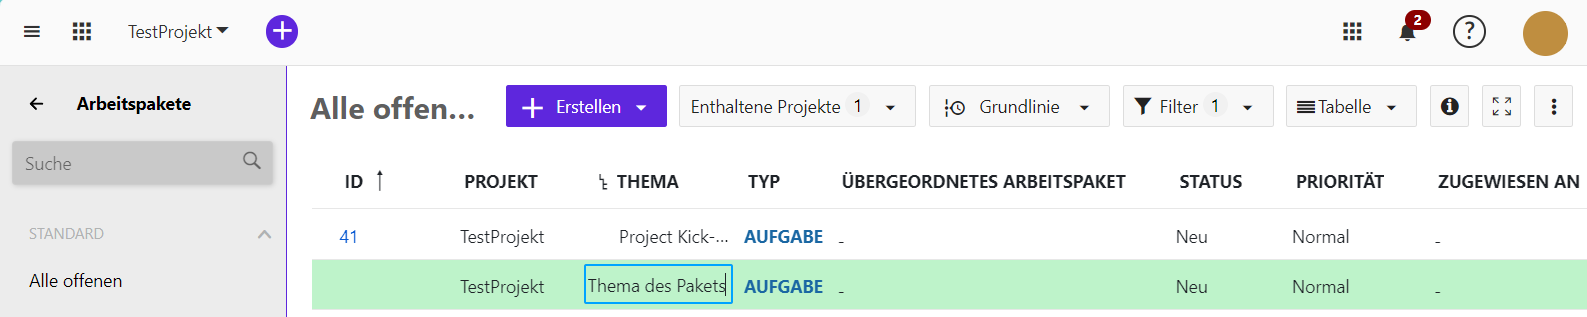 TestProjekt
2
?
Arbeitspakete
Suche
STANDARD
Alle offenen
Alle offen...
Erstellen
Enthaltene Projekte 1
Grundlinie
Filter 1
Tabelle
ID PROJEKT THEMA TYP ÜBERGEORDNETES ARBEITSPAKET STATUS PRIORITÄT ZUGEWIESEN AN
41 TestProjekt Project Kick-... AUFGABE - Neu Normal -
TestProjekt Thema des Pakets AUFGABE - Neu Normal -